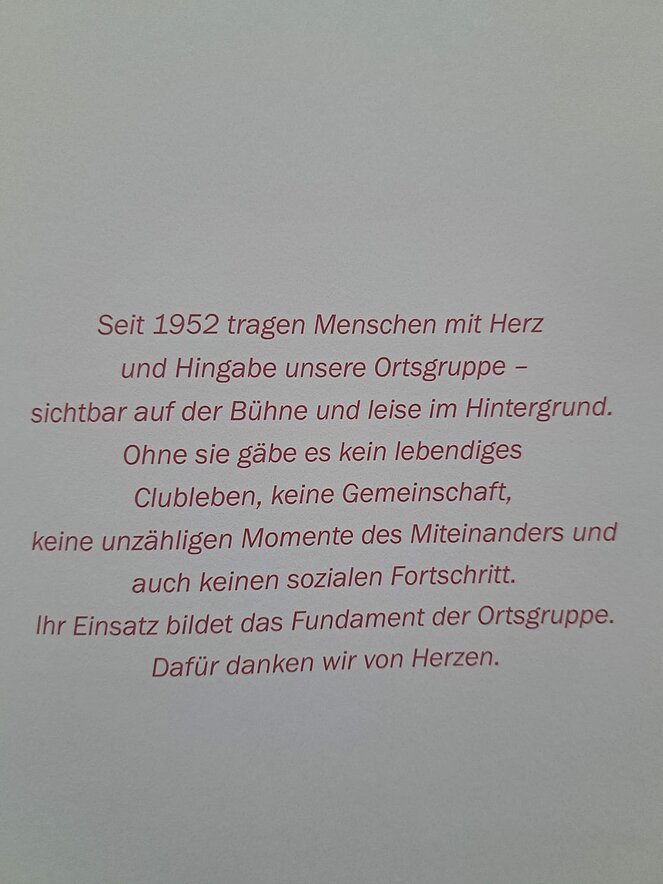 Seit 1952 tragen Menschen mit Herz
und Hingabe unsere Ortsgruppe –
sichtbar auf der Bühne und leise im Hintergrund.
Ohne sie gäbe es kein lebendiges
Clubleben, keine Gemeinschaft,
keine unzähligen Momente des Miteinanders und
auch keinen sozialen Fortschritt.
Ihr Einsatz bildet das Fundament der Ortsgruppe.
Dafür danken wir von Herzen.